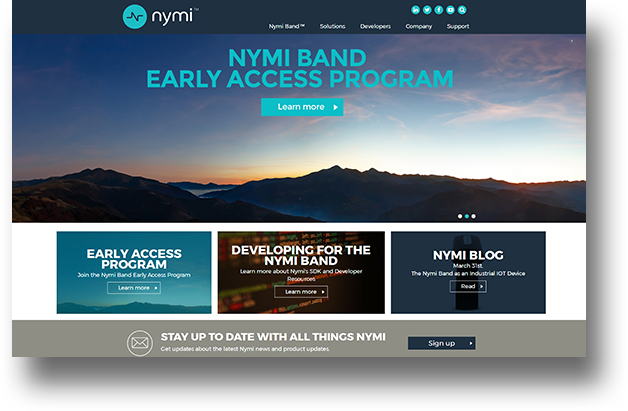 nymi™
Nymi Band™ Solutions Developers Company Support
NYMI BAND
EARLY ACCESS PROGRAM
Learn more
EARLY ACCESS
PROGRAM
Join the Nymi Band Early Access Program
Learn more
DEVELOPING FOR THE
NYMI BAND
Learn more about Nymi's SDK and Developer
Resources
Learn more
NYMI BLOG
March 31st.
The Nymi Band as an Industrial IOT Device
Read
STAY UP TO DATE WITH ALL THINGS NYMI
Get updates about the latest Nymi news and product updates.
Sign up